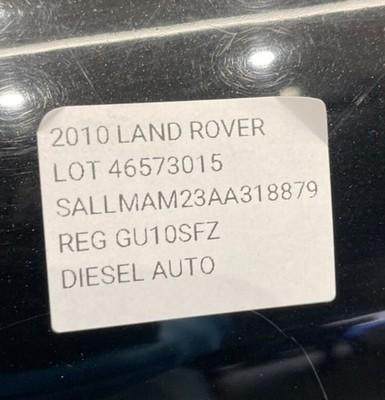 2010 LAND ROVER
LOT 46573015
SALLMAM23AA318879
REG GU10SFZ
DIESEL AUTO